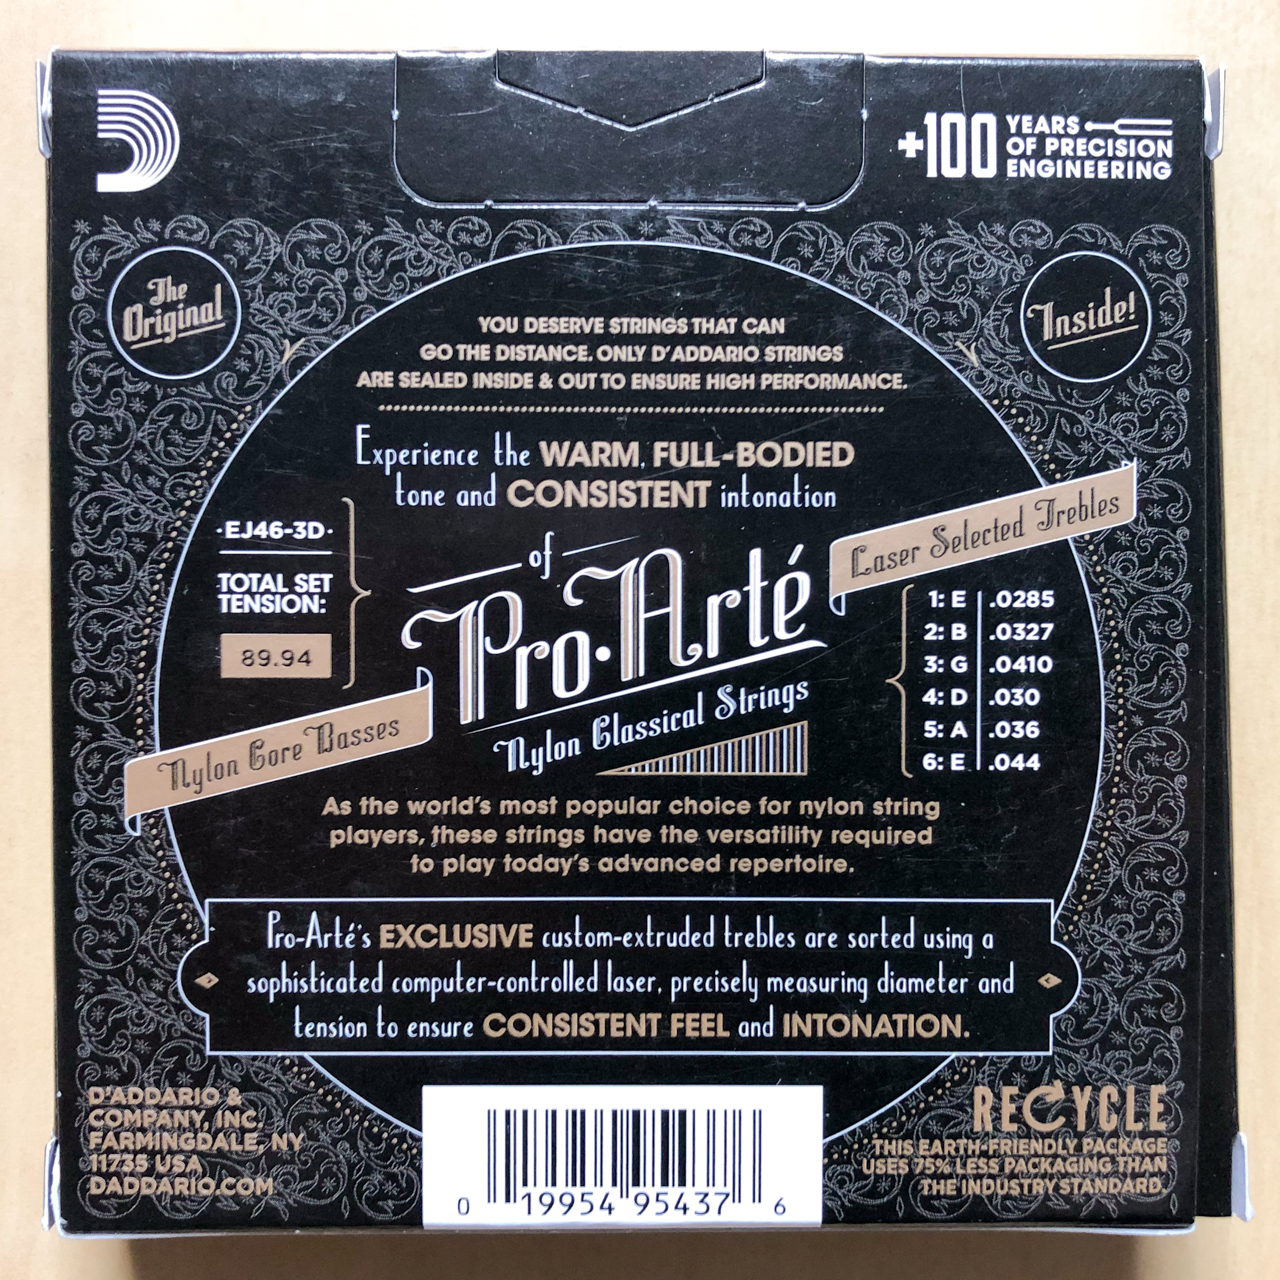 +100 YEARS
OF PRECISION
ENGINEERING
The
Original
Inside!
YOU DESERVE STRINGS THAT CAN
GO THE DISTANCE. ONLY D'ADDARIO STRINGS
ARE SEALED INSIDE & OUT TO ENSURE HIGH PERFORMANCE.
Experience the WARM, FULL-BODIED
tone and CONSISTENT intonation
of
Pro·Arté
Nylon Classical Strings
·EJ46-3D·
TOTAL SET
TENSION:
89.94
Nylon Core Basses
Laser Selected Trebles
1: E .0285
2: B .0327
3: G .0410
4: D .030
5: A .036
6: E .044
As the world's most popular choice for nylon string
players, these strings have the versatility required
to play today's advanced repertoire.
Pro-Arté's EXCLUSIVE custom-extruded trebles are sorted using a
sophisticated computer-controlled laser, precisely measuring diameter and
tension to ensure CONSISTENT FEEL and INTONATION.
D'ADDARIO &
COMPANY, INC.
FARMINGDALE, NY
11735 USA
DADDARIO.COM
0 19954 95437 6
RECYCLE
THIS EARTH-FRIENDLY PACKAGE
USES 75% LESS PACKAGING THAN
THE INDUSTRY STANDARD.